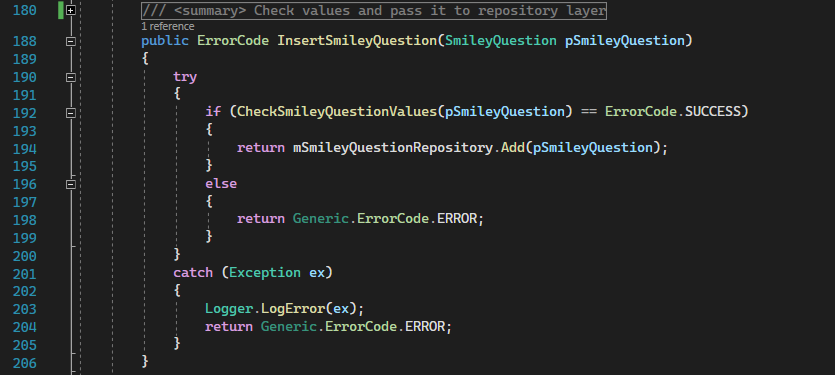 180 /// <summary> Check values and pass it to repository layer
1 reference
188 public ErrorCode InsertSmileyQuestion(SmileyQuestion pSmileyQuestion)
189 {
190 try
191 {
192 if (CheckSmileyQuestionValues(pSmileyQuestion) == ErrorCode.SUCCESS)
193 {
194 return mSmileyQuestionRepository.Add(pSmileyQuestion);
195 }
196 else
197 {
198 return Generic.ErrorCode.ERROR;
199 }
200 }
201 catch (Exception ex)
202 {
203 Logger.LogError(ex);
204 return Generic.ErrorCode.ERROR;
205 }
206 }